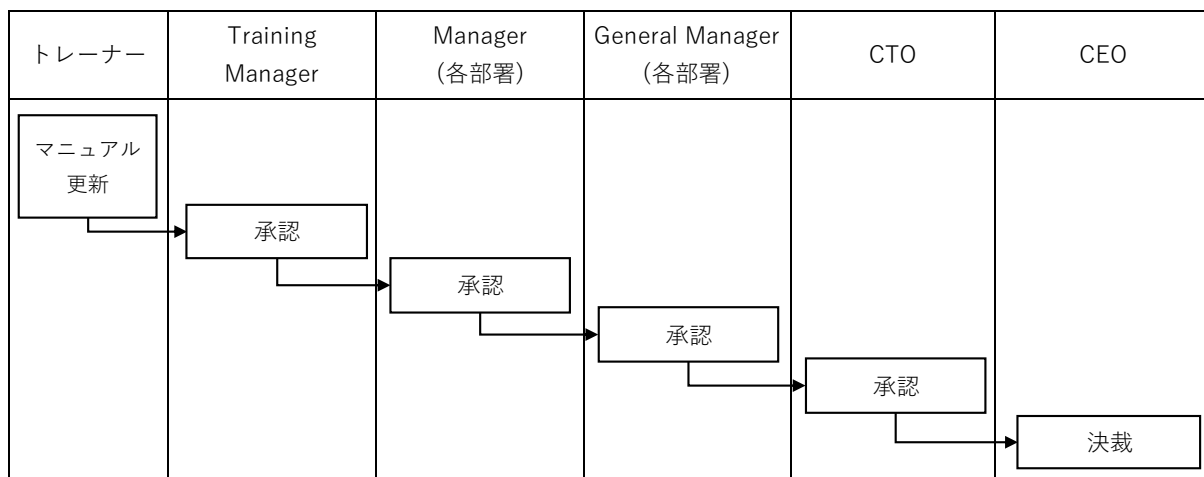 トレーナー
Training
Manager
Manager
(各部署)
General Manager
(各部署)
CTO
CEO
マニュアル
更新
承認
承認
承認
承認
決裁